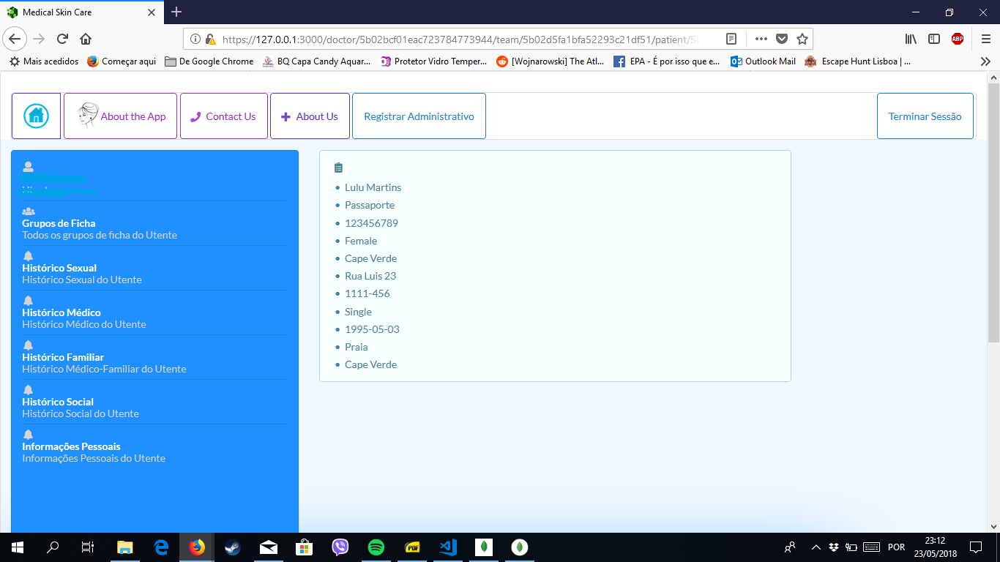 Medical Skin Care
https://127.0.0.1:3000/doctor/5b02bcf01eac723784773944/team/5b02d5fa1bfa52293c21df51/patient/5
Mais acedidos
Começar aqui
De Google Chrome
BQ Capa Candy Aquar...
Protetor Vidro Temper...
[Wojnarowski] The Atl...
EPA - É por isso que e...
Outlook Mail
Escape Hunt Lisboa | ...
ABP
About the App
Contact Us
About Us
Registrar Administrativo
Terminar Sessão
Grupos de Ficha
Todos os grupos de ficha do Utente
Histórico Sexual
Histórico Sexual do Utente
Histórico Médico
Histórico Médico do Utente
Histórico Familiar
Histórico Médico-Familiar do Utente
Histórico Social
Histórico Social do Utente
Informações Pessoais
Informações Pessoais do Utente
Lulu Martins
Passaporte
123456789
Female
Cape Verde
Rua Luis 23
1111-456
Single
1995-05-03
Praia
Cape Verde
PDF
POR
23:12
23/05/2018